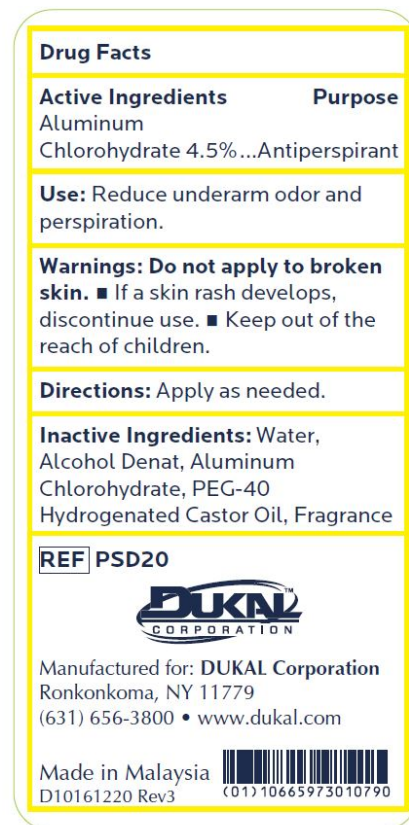 Drug Facts
Active Ingredients Purpose
Aluminum
Chlorohydrate 4.5%...Antiperspirant
Use: Reduce underarm odor and
perspiration.
Warnings: Do not apply to broken
skin. ■ If a skin rash develops,
discontinue use. ■ Keep out of the
reach of children.
Directions: Apply as needed.
Inactive Ingredients: Water,
Alcohol Denat, Aluminum
Chlorohydrate, PEG-40
Hydrogenated Castor Oil, Fragrance
REF PSD20
DUKAL™
CORPORATION
Manufactured for: DUKAL Corporation
Ronkonkoma, NY 11779
(631) 656-3800 • www.dukal.com
Made in Malaysia
D10161220 Rev3
(01)10665973010790